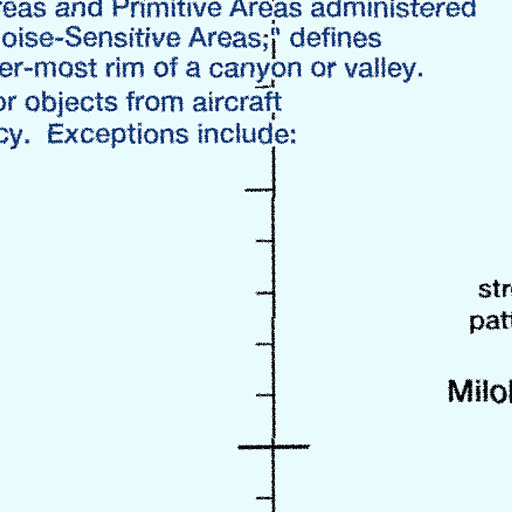 reas and Primitive Areas administered
oise-Sensitive Areas;" defines
er-most rim of a canyon or valley.
or objects from aircraft
cy. Exceptions include:
str
patt
Milol